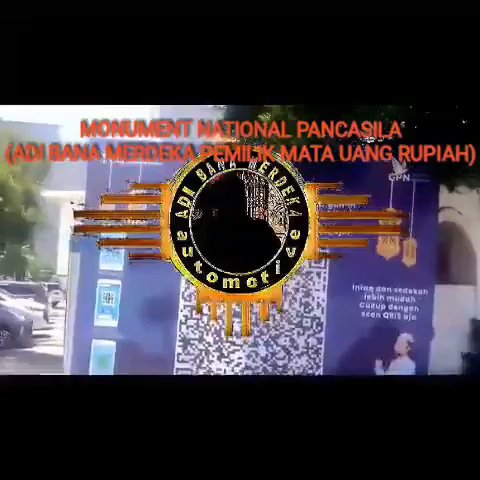 MONUMENT NATIONAL PANCASILA
(ADI BANA MERDEKA PEMILIK MATA UANG RUPIAH)
ADI BANA MERDEKA
automotive
GPN
Infaq dan sedekah
lebih mudah
Cukup dengan
scan QRIS aja